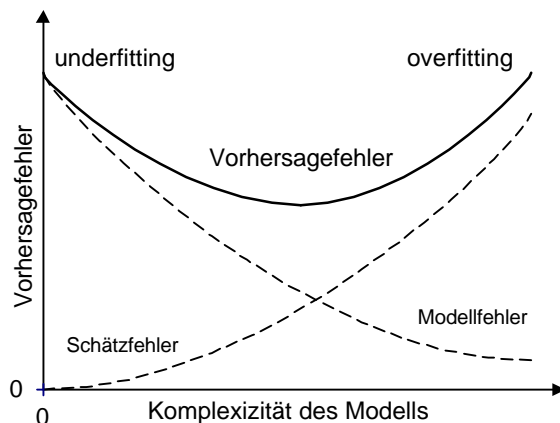 underfitting
overfitting
Vorhersagefehler
Vorhersagefehler
Schätzfehler
Modellfehler
0
0
Komplexizität des Modells